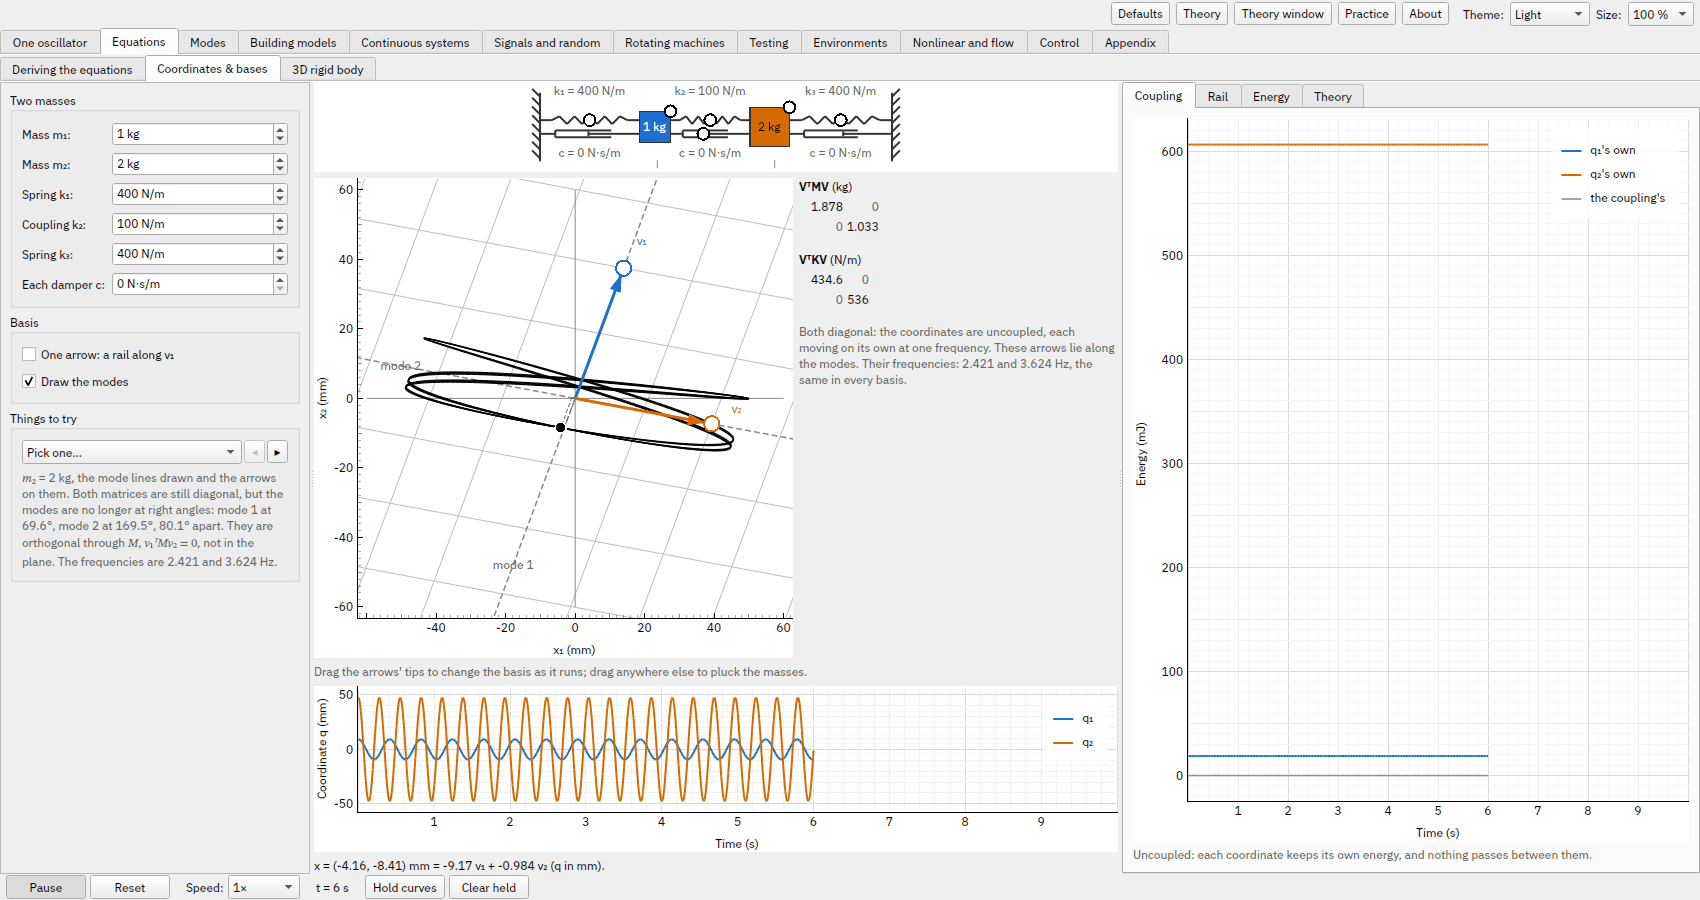 Defaults Theory Theory window Practice About Theme: Light Size: 100 %
One oscillator Equations Modes Building models Continuous systems Signals and random Rotating machines Testing Environments Nonlinear and flow Control Appendix
Deriving the equations Coordinates & bases 3D rigid body
Two masses
Mass m₁: 1 kg
Mass m₂: 2 kg
Spring k₁: 400 N/m
Coupling k₂: 100 N/m
Spring k₃: 400 N/m
Each damper c: 0 N·s/m
Basis
One arrow: a rail along v₁
Draw the modes
Things to try
Pick one...
m₂ = 2 kg, the mode lines drawn and the arrows
on them. Both matrices are still diagonal, but the
modes are no longer at right angles: mode 1 at
69.6°, mode 2 at 169.5°, 80.1° apart. They are
orthogonal through M, v₁ᵀMv₂ = 0, not in the
plane. The frequencies are 2.421 and 3.624 Hz.
k₁ = 400 N/m k₂ = 100 N/m k₃ = 400 N/m
1 kg 2 kg
c = 0 N·s/m c = 0 N·s/m c = 0 N·s/m
60
40
20
0
-20
-40
-60
x₂ (mm)
v₁
v₂
mode 2
mode 1
-40 -20 0 20 40 60
x₁ (mm)
VᵀMV (kg)
1.878 0
0 1.033
VᵀKV (N/m)
434.6 0
0 536
Both diagonal: the coordinates are uncoupled, each
moving on its own at one frequency. These arrows lie along
the modes. Their frequencies: 2.421 and 3.624 Hz, the
same in every basis.
Drag the arrows' tips to change the basis as it runs; drag anywhere else to pluck the masses.
50
0
-50
Coordinate q (mm)
q₁
q₂
1 2 3 4 5 6 7 8 9
Time (s)
x = (-4.16, -8.41) mm = -9.17 v₁ + -0.984 v₂ (q in mm).
Coupling Rail Energy Theory
600
500
400
300
200
100
0
Energy (mJ)
q₁'s own
q₂'s own
the coupling's
1 2 3 4 5 6 7 8 9
Time (s)
Uncoupled: each coordinate keeps its own energy, and nothing passes between them.
Pause Reset Speed: 1× t = 6 s Hold curves Clear held